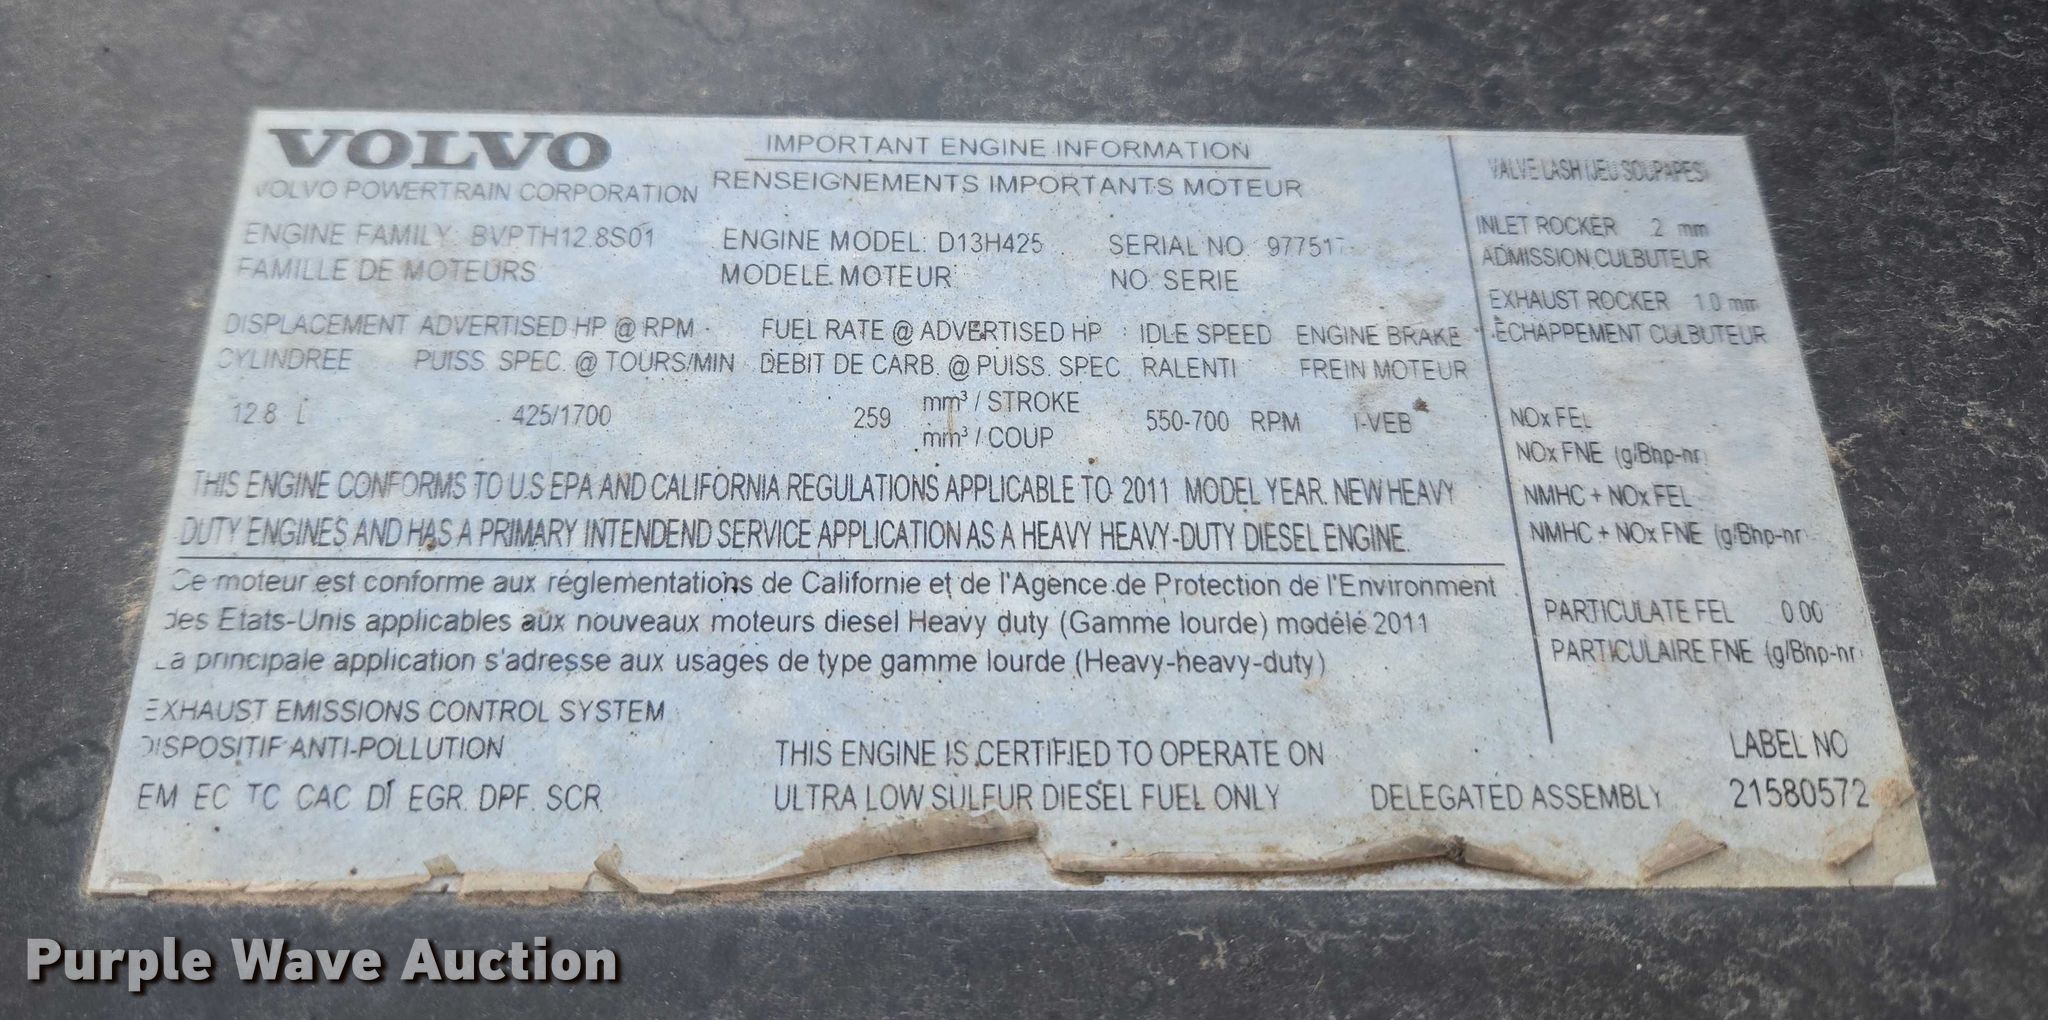 VOLVO
VOLVO POWERTRAIN CORPORATION
IMPORTANT ENGINE INFORMATION
RENSEIGNEMENTS IMPORTANTS MOTEUR
ENGINE FAMILY. BVPTH12.8S01
FAMILLE DE MOTEURS
ENGINE MODEL: D13H425
MODELE MOTEUR
SERIAL NO.
NO. SERIE
DISPLACEMENT
CYLINDREE
12.8 L
ADVERTISED HP @ RPM
PUISS. SPEC. @ TOURS/MIN
425/1700
FUEL RATE @ ADVERTISED HP
DEBIT DE CARB. @ PUISS. SPEC.
259 mm³ / STROKE
mm³ / COUP
IDLE SPEED
RALENTI
550-700 RPM
ENGINE BRAKE
FREIN MOTEUR
I-VEB
THIS ENGINE CONFORMS TO U.S EPA AND CALIFORNIA REGULATIONS APPLICABLE TO 2011 MODEL YEAR. NEW HEAVY
DUTY ENGINES AND HAS A PRIMARY INTENDEND SERVICE APPLICATION AS A HEAVY HEAVY-DUTY DIESEL ENGINE.
Ce moteur est conforme aux réglementations de Californie et de l'Agence de Protection de l'Environment
des Etats-Unis applicables aux nouveaux moteurs diesel Heavy duty (Gamme lourde) modélé 2011
La principale application s'adresse aux usages de type gamme lourde (Heavy-heavy-duty)
EXHAUST EMISSIONS CONTROL SYSTEM
DISPOSITIF ANTI-POLLUTION
EM EC TC CAC DI EGR. DPF. SCR
THIS ENGINE IS CERTIFIED TO OPERATE ON
ULTRA LOW SULFUR DIESEL FUEL ONLY
DELEGATED ASSEMBLY
VALVE LASH (JEU SOUPAPES)
INLET ROCKER 2 mm
ADMISSION CULBUTEUR
EXHAUST ROCKER 1.0 mm
ECHAPPEMENT CULBUTEUR
NOx FEL
NOx FNE (g/Bhp-hr)
NMHC + NOx FEL
NMHC + NOx FNE (g/Bhp-hr)
PARTICULATE FEL 0.00
PARTICULAIRE FNE (g/Bhp-hr)
LABEL NO
21580572
Purple Wave Auction